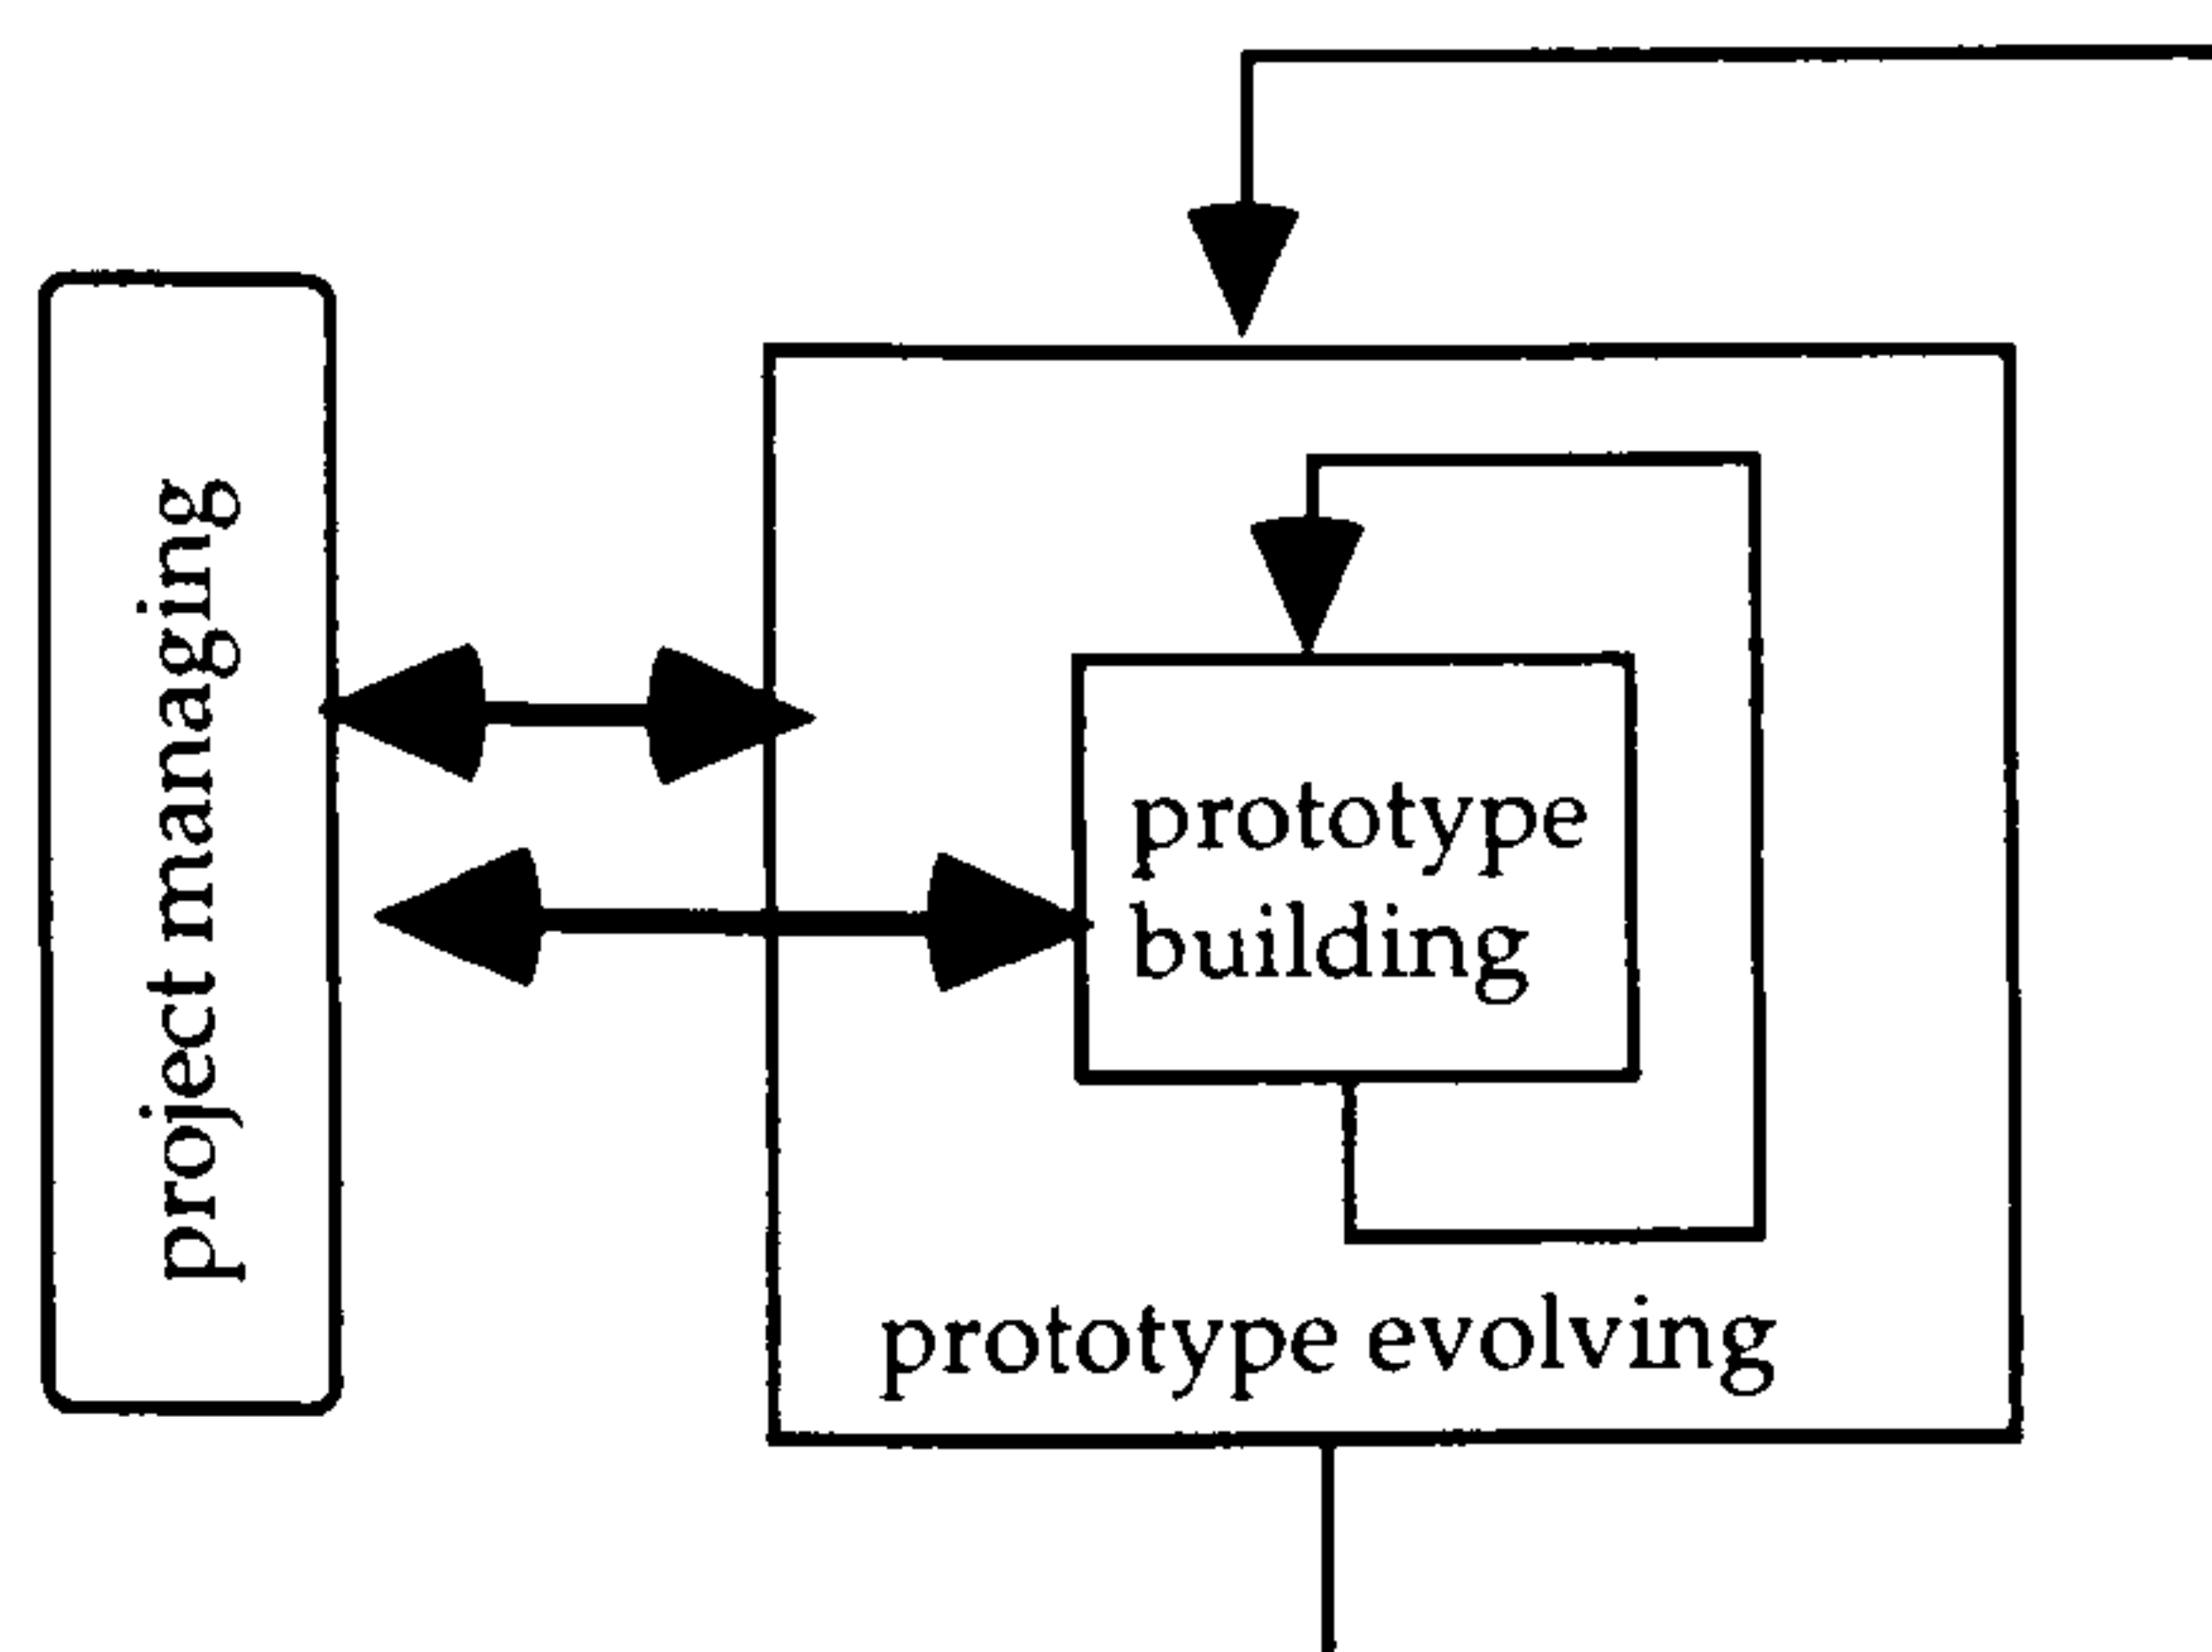 project managing
prototype
building
prototype evolving